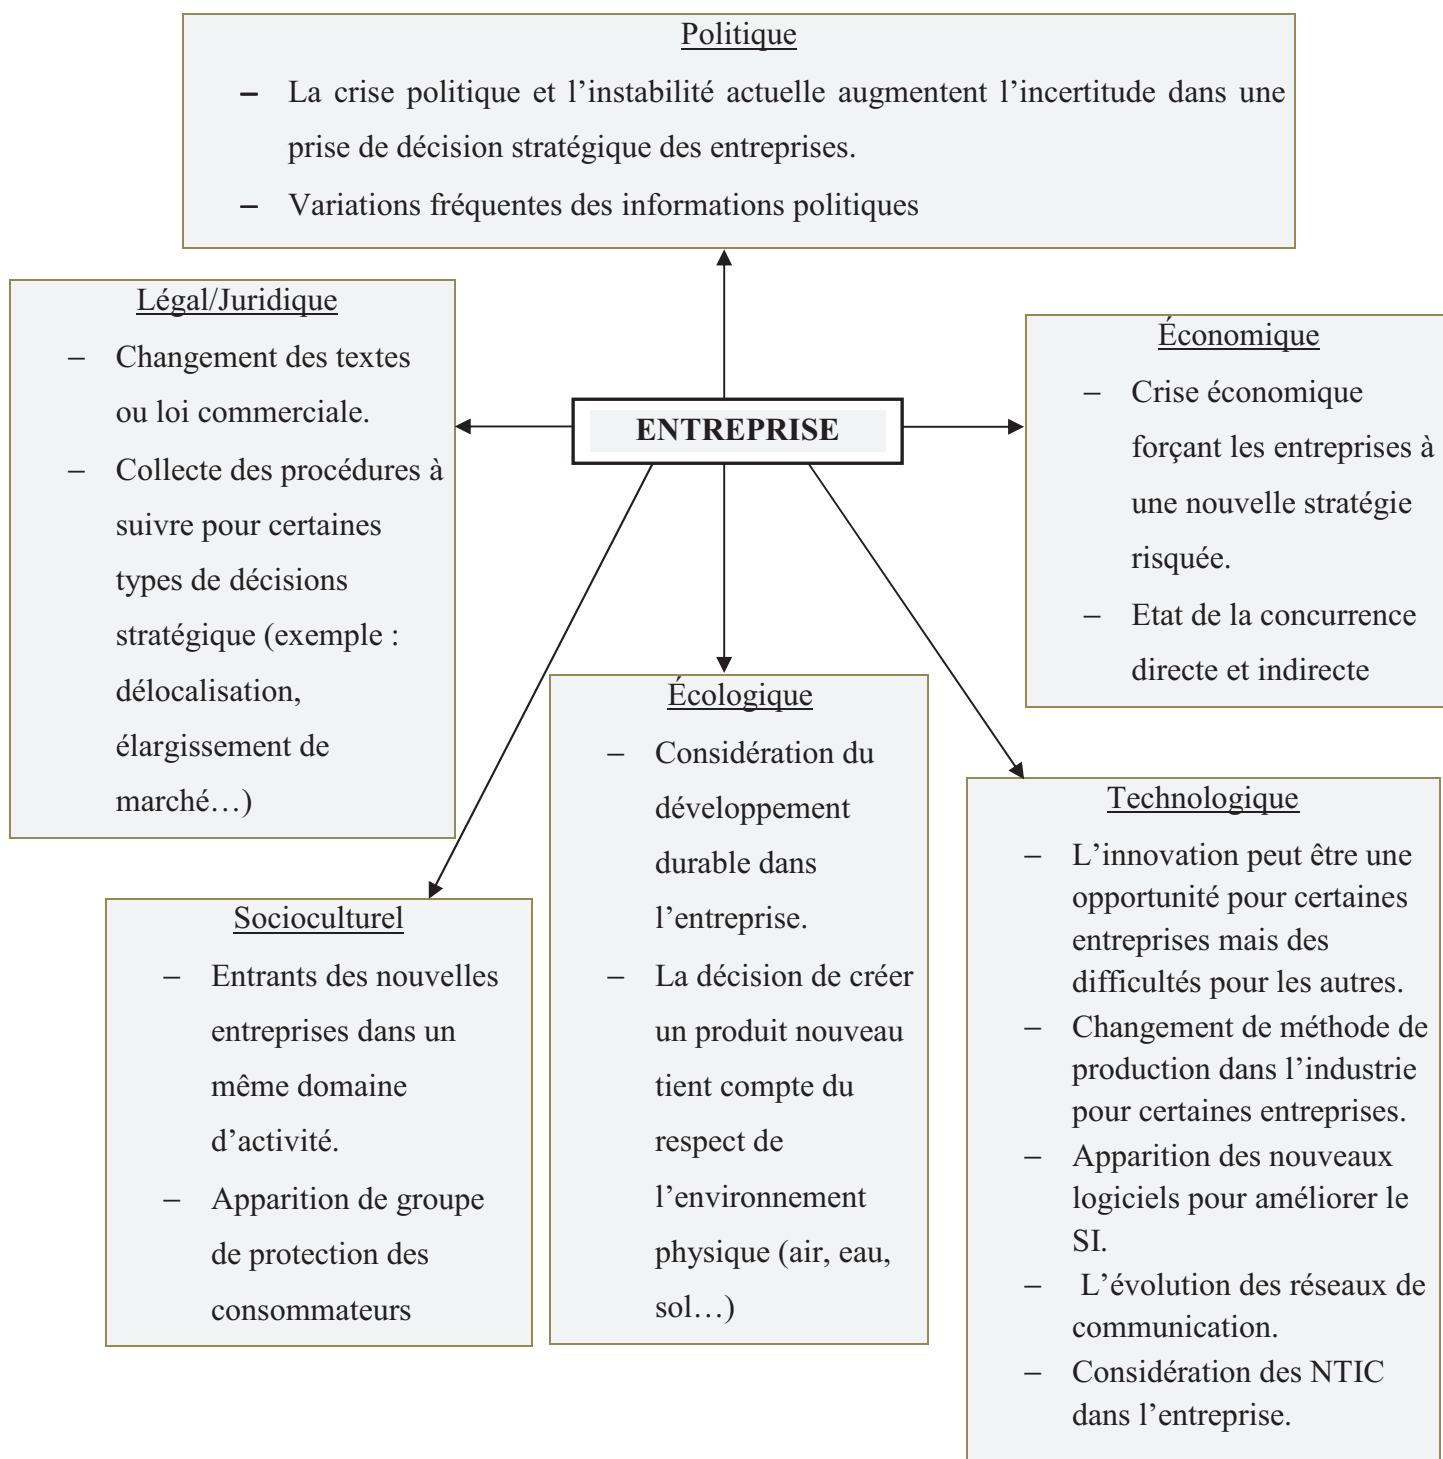 Politique
– La crise politique et l’instabilité actuelle augmentent l’incertitude dans une
prise de décision stratégique des entreprises.
– Variations fréquentes des informations politiques
Légal/Juridique
– Changement des textes
ou loi commerciale.
– Collecte des procédures à
suivre pour certaines
types de décisions
stratégique (exemple :
délocalisation,
élargissement de
marché…)
ENTREPRISE
Économique
– Crise économique
forçant les entreprises à
une nouvelle stratégie
risquée.
– Etat de la concurrence
directe et indirecte
Socioculturel
– Entrants des nouvelles
entreprises dans un
même domaine
d’activité.
– Apparition de groupe
de protection des
consommateurs
Écologique
– Considération du
développement
durable dans
l’entreprise.
– La décision de créer
un produit nouveau
tient compte du
respect de
l’environnement
physique (air, eau,
sol…)
Technologique
– L’innovation peut être une
opportunité pour certaines
entreprises mais des
difficultés pour les autres.
– Changement de méthode de
production dans l’industrie
pour certaines entreprises.
– Apparition des nouveaux
logiciels pour améliorer le
SI.
– L’évolution des réseaux de
communication.
– Considération des NTIC
dans l’entreprise.